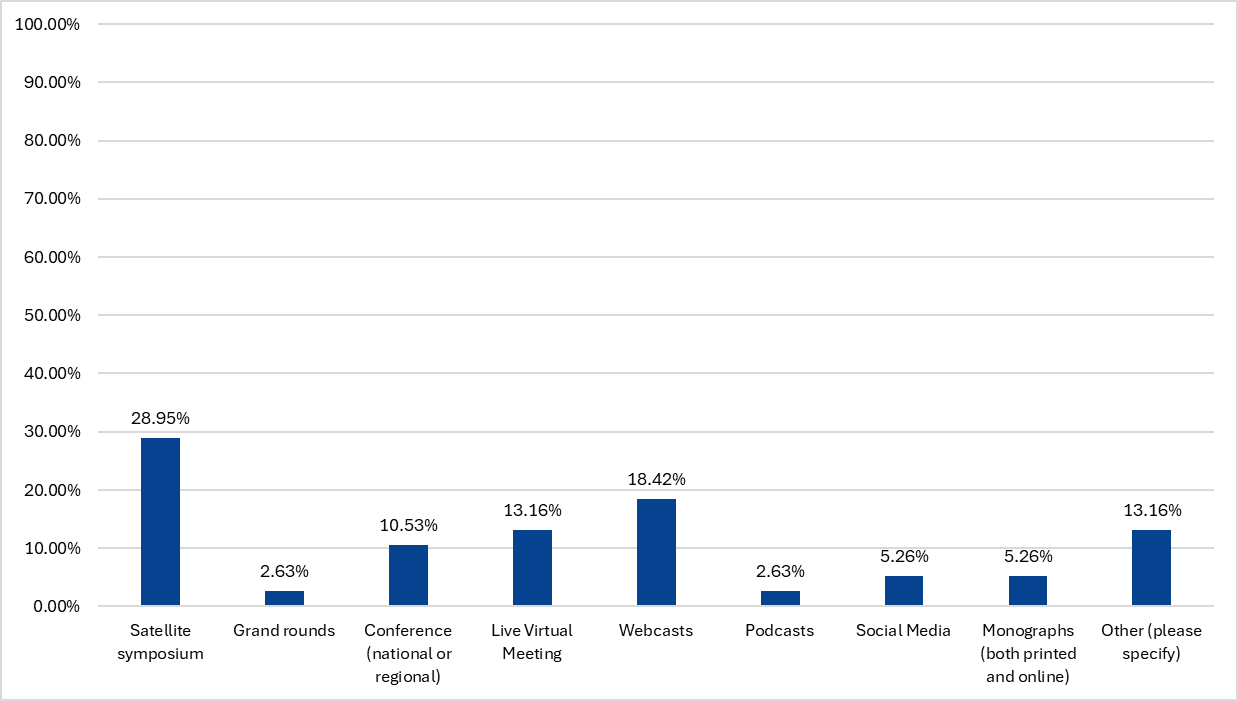 100.00%
90.00%
80.00%
70.00%
60.00%
50.00%
40.00%
30.00%
20.00%
10.00%
0.00%
28.95%
2.63%
10.53%
13.16%
18.42%
2.63%
5.26%
5.26%
13.16%
Satellite
symposium
Grand rounds
Conference
(national or
regional)
Live Virtual
Meeting
Webcasts
Podcasts
Social Media
Monographs
(both printed
and online)
Other (please
specify)